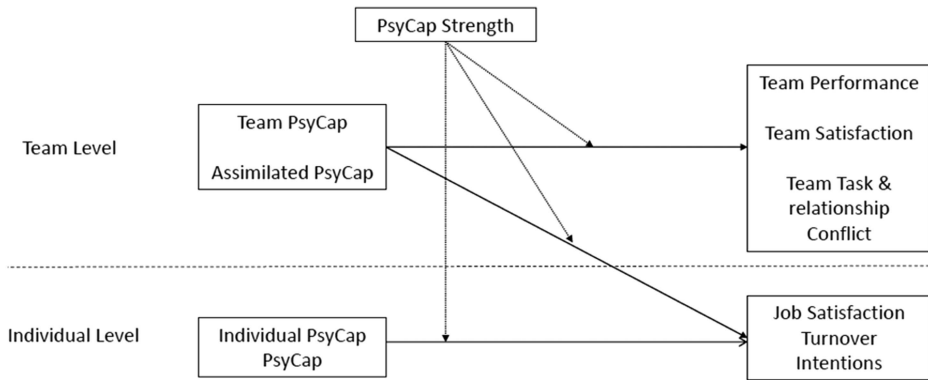 PsyCap Strength
Team Level
Team PsyCap
Assimilated PsyCap
Team Performance
Team Satisfaction
Team Task &
relationship
Conflict
Individual Level
Individual PsyCap
PsyCap
Job Satisfaction
Turnover
Intentions